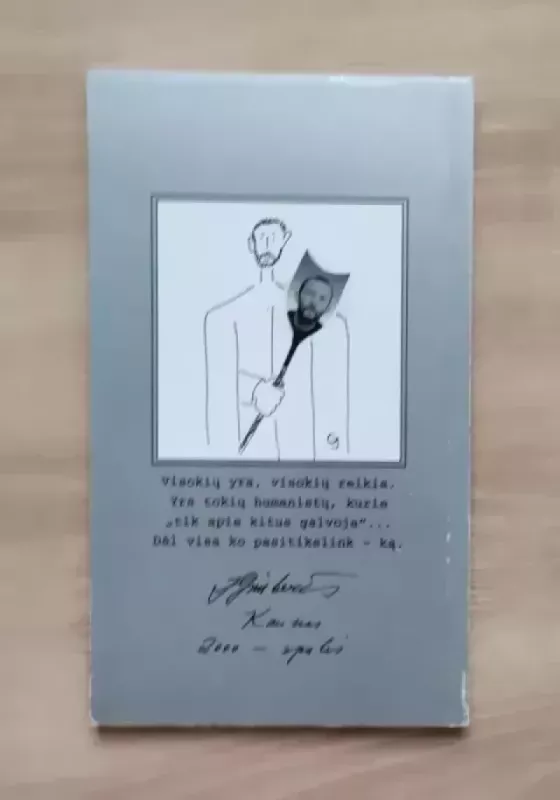 Visokių yra, visokių reikia.
Yra tokių humanistų, kurie
„tik apie kitus galvoja"...
Dėl viso ko pasitikslink - ką.
Kaunas
2000 - spalis